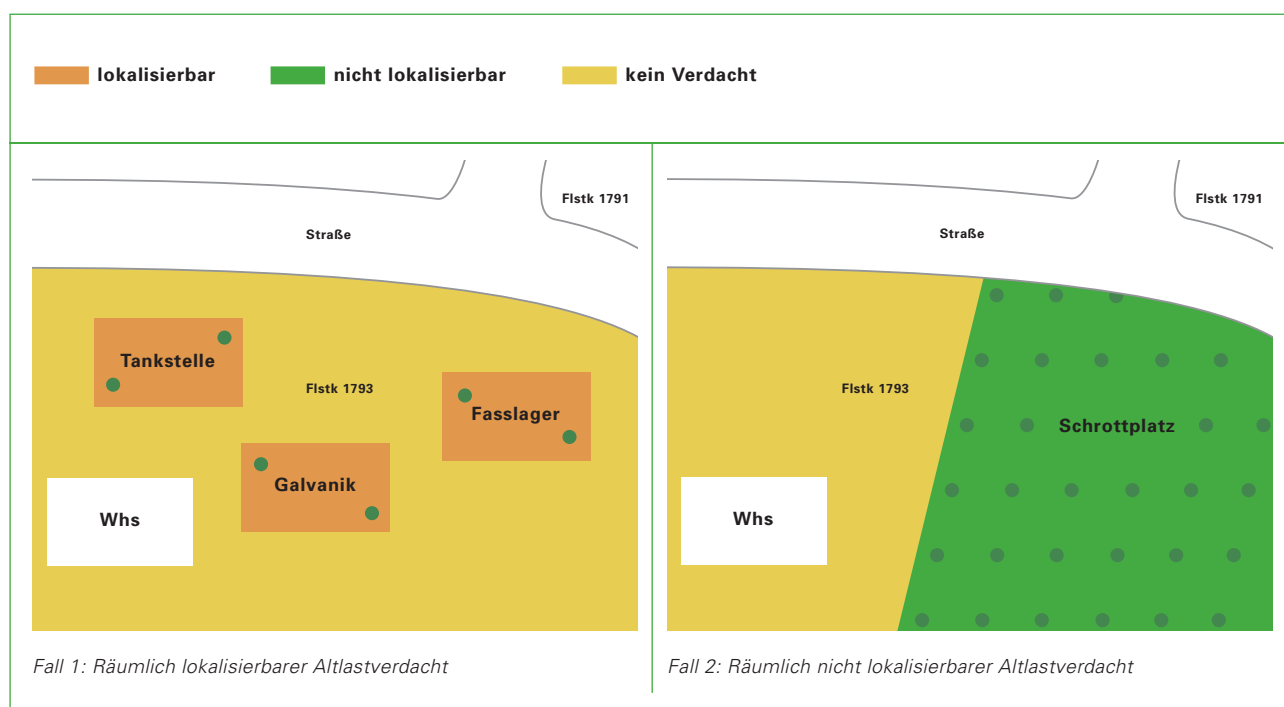 lokalisierbar
nicht lokalisierbar
kein Verdacht
Flstk 1791
Straße
Tankstelle
Flstk 1793
Fasslager
Galvanik
Whs
Fall 1: Räumlich lokalisierbarer Altlastverdacht
Flstk 1791
Straße
Flstk 1793
Schrottplatz
Whs
Fall 2: Räumlich nicht lokalisierbarer Altlastverdacht